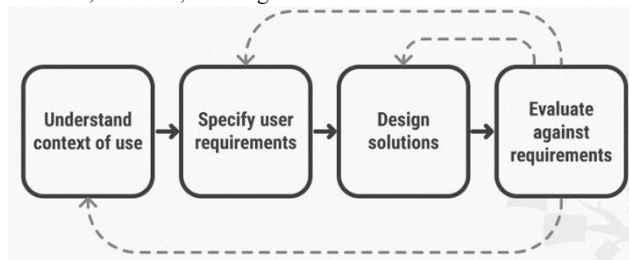 Understand
context of use
Specify user
requirements
Design
solutions
Evaluate
against
requirements